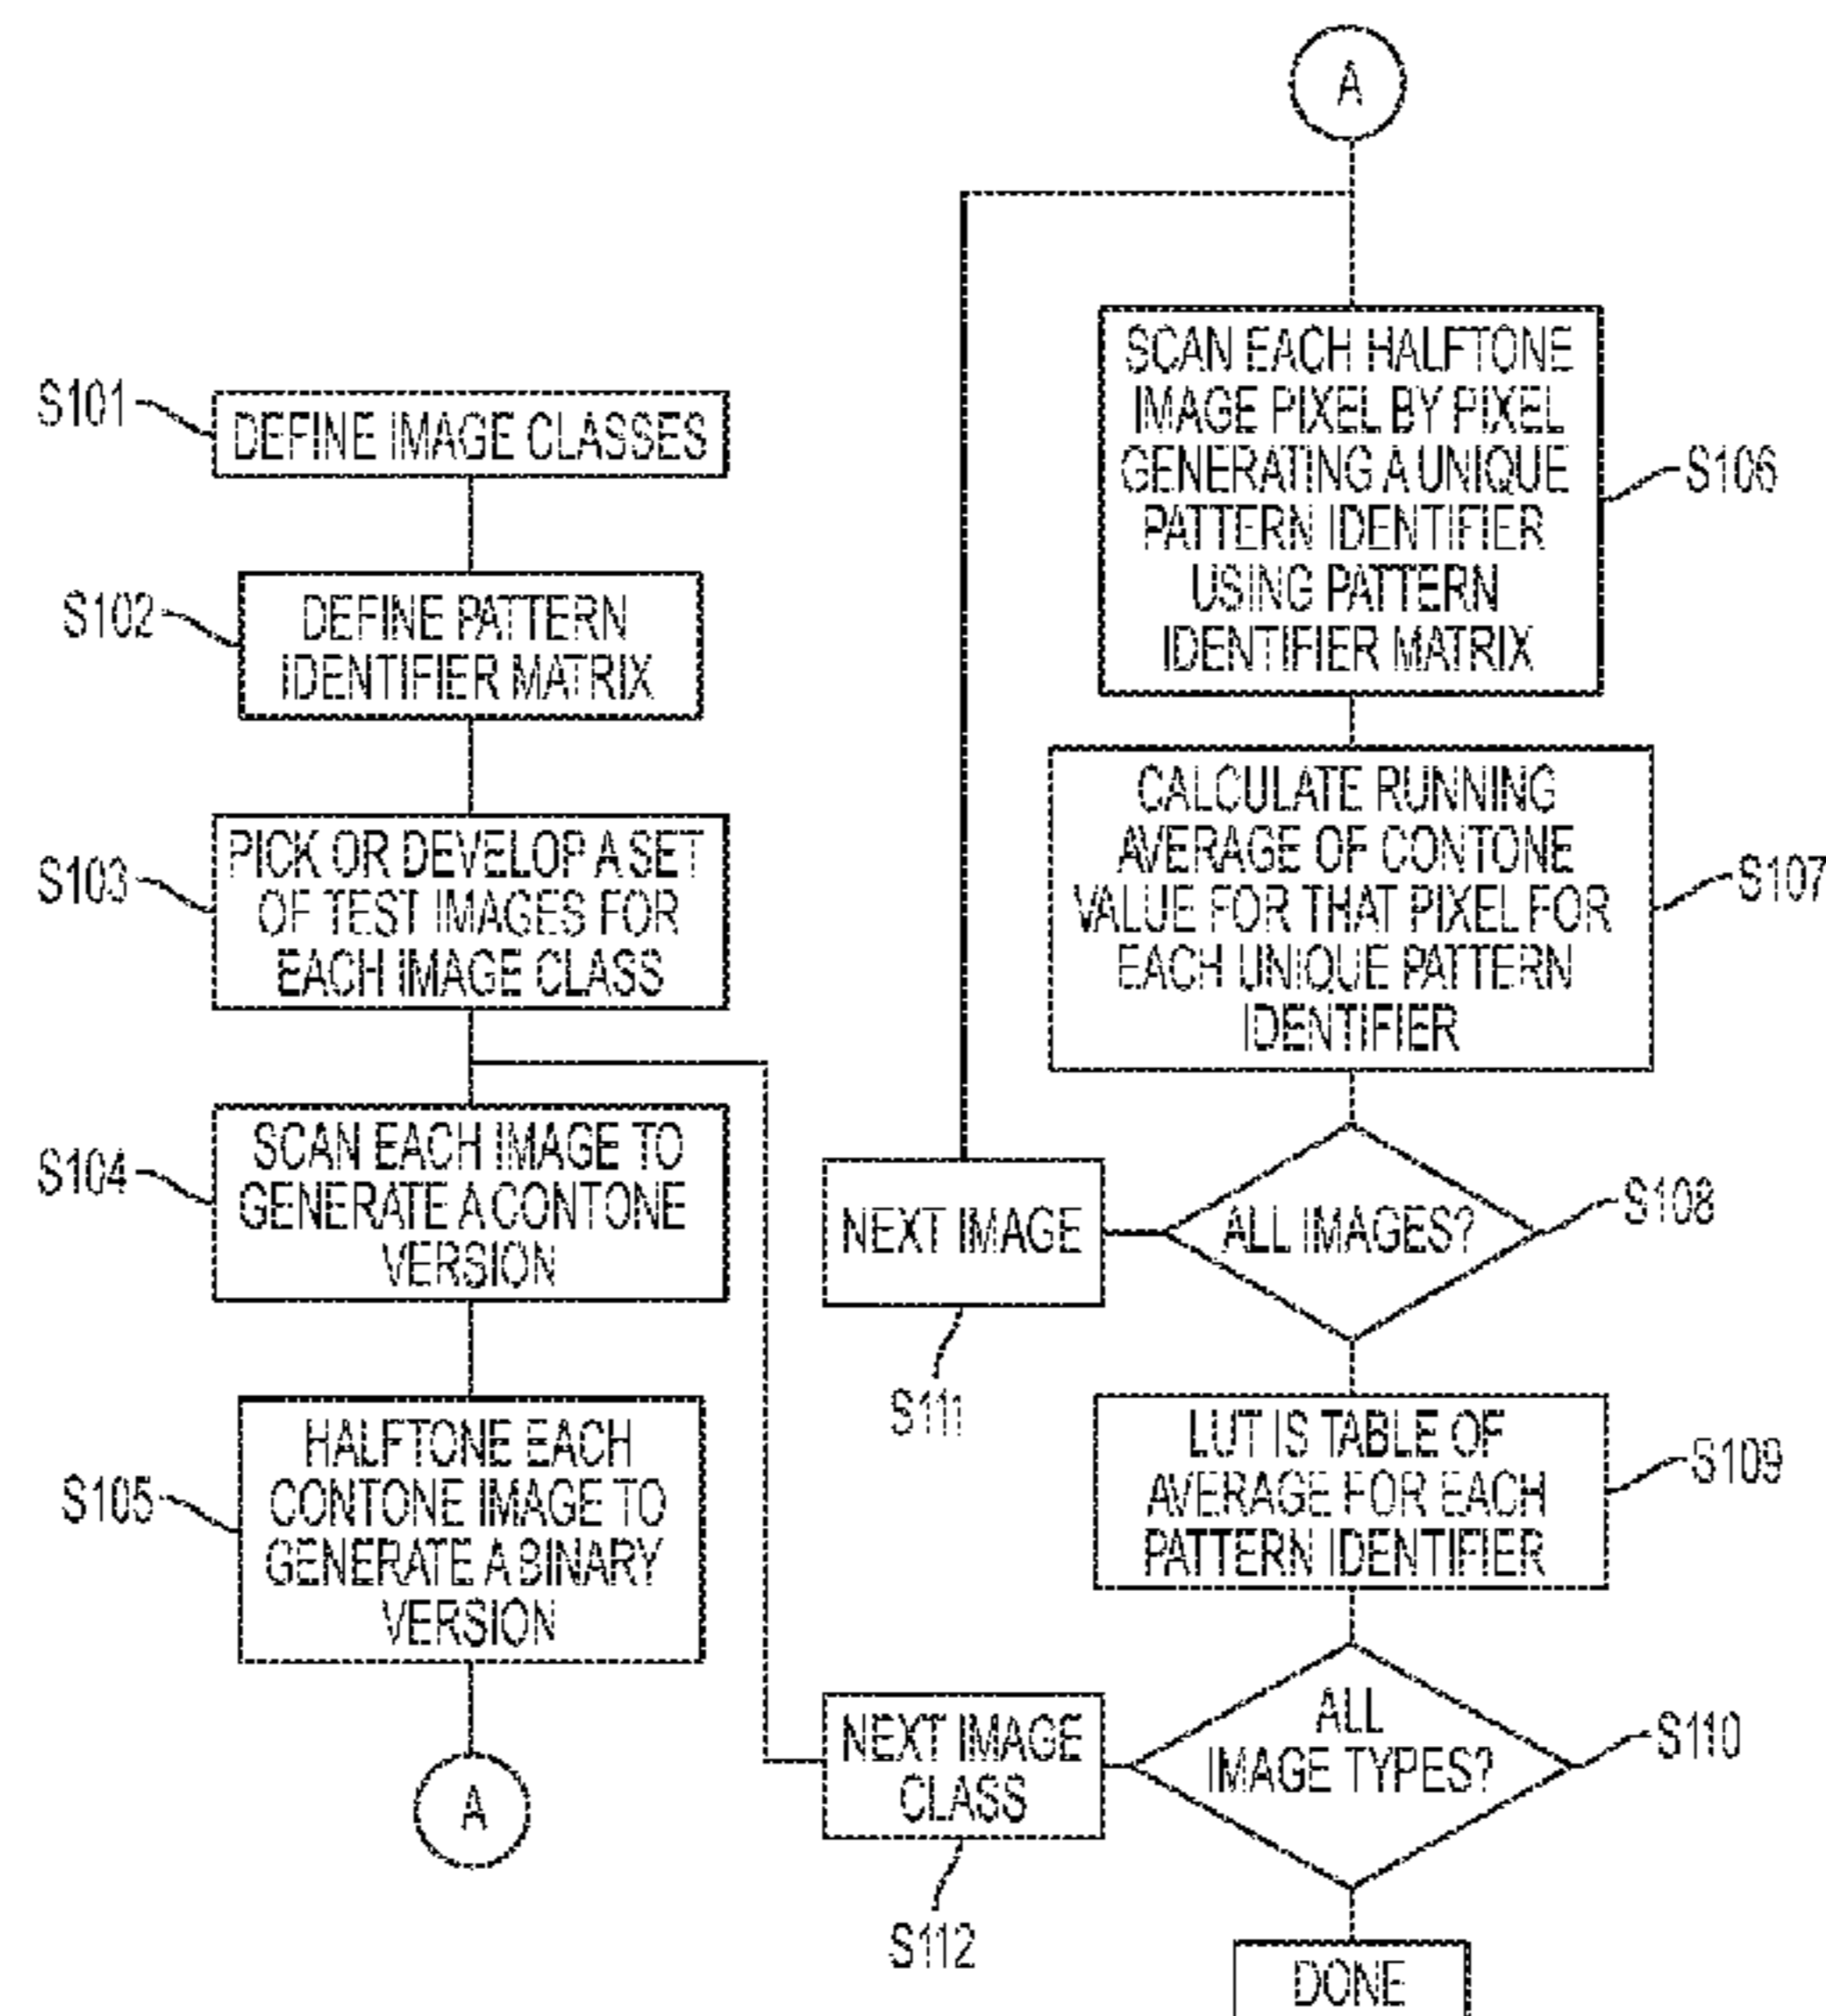 S101
DEFINE IMAGE CLASSES
S102
DEFINE PATTERN
IDENTIFIER MATRIX
S103
PICK OR DEVELOP A SET
OF TEST IMAGES FOR
EACH IMAGE CLASS
S104
SCAN EACH IMAGE TO
GENERATE A CONTONE
VERSION
S105
HALFTONE EACH
CONTONE IMAGE TO
GENERATE A BINARY
VERSION
A
A
SCAN EACH HALFTONE
IMAGE PIXEL BY PIXEL
GENERATING A UNIQUE
PATTERN IDENTIFIER
USING PATTERN
IDENTIFIER MATRIX
S106
CALCULATE RUNNING
AVERAGE OF CONTONE
VALUE FOR THAT PIXEL FOR
EACH UNIQUE PATTERN
IDENTIFIER
S107
ALL IMAGES?
S108
NEXT IMAGE
S111
LUT IS TABLE OF
AVERAGE FOR EACH
PATTERN IDENTIFIER
S109
ALL
IMAGE TYPES?
S110
NEXT IMAGE
CLASS
S112
DONE